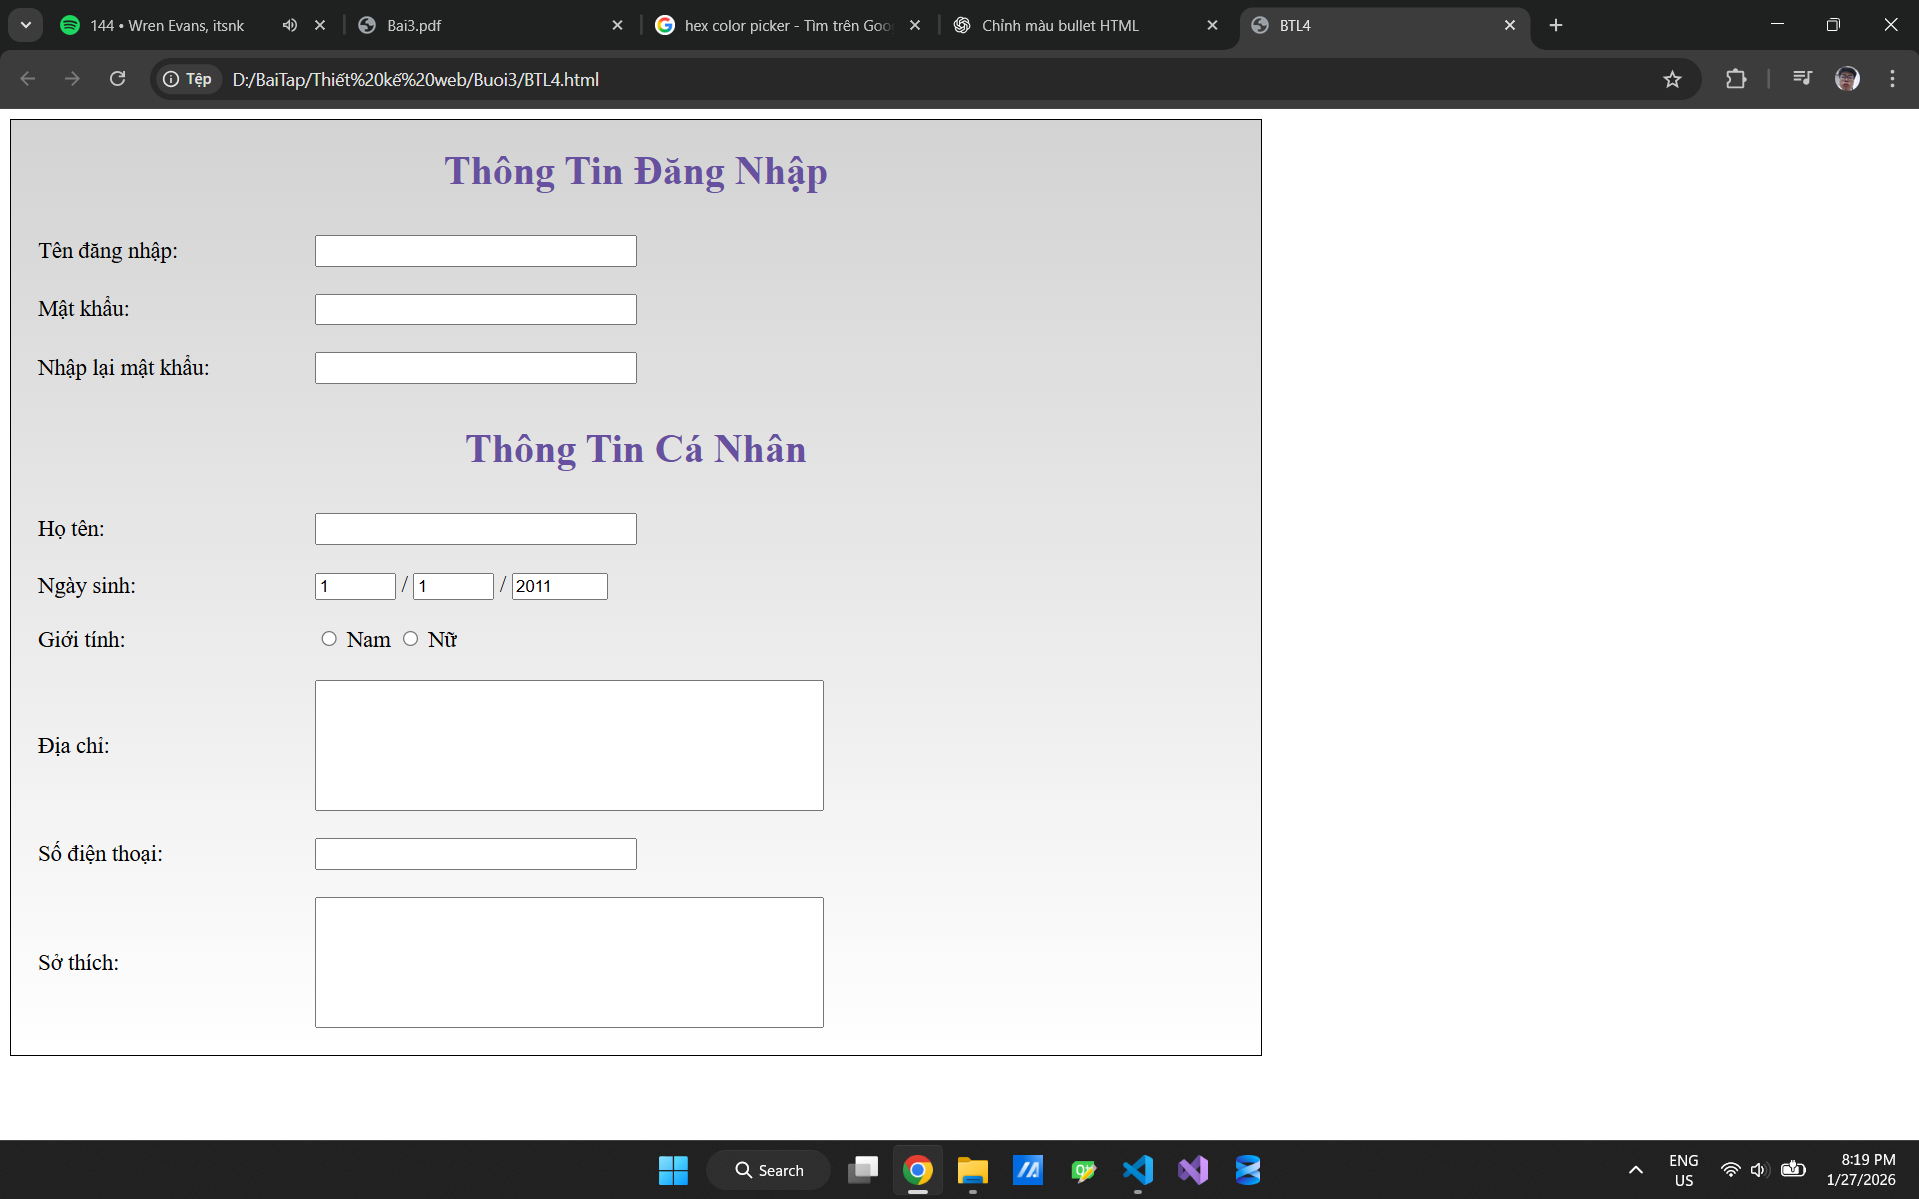 144 • Wren Evans, itsnk
Bai3.pdf
hex color picker - Tìm trên Goo
Chỉnh màu bullet HTML
BTL4
Tệp
D:/BaiTap/Thiết%20kế%20web/Buoi3/BTL4.html
Thông Tin Đăng Nhập
Tên đăng nhập:
Mật khẩu:
Nhập lại mật khẩu:
Thông Tin Cá Nhân
Họ tên:
Ngày sinh: 1 / 1 / 2011
Giới tính: Nam Nữ
Địa chỉ:
Số điện thoại:
Sở thích:
Search
ENG
US
8:19 PM
1/27/2026